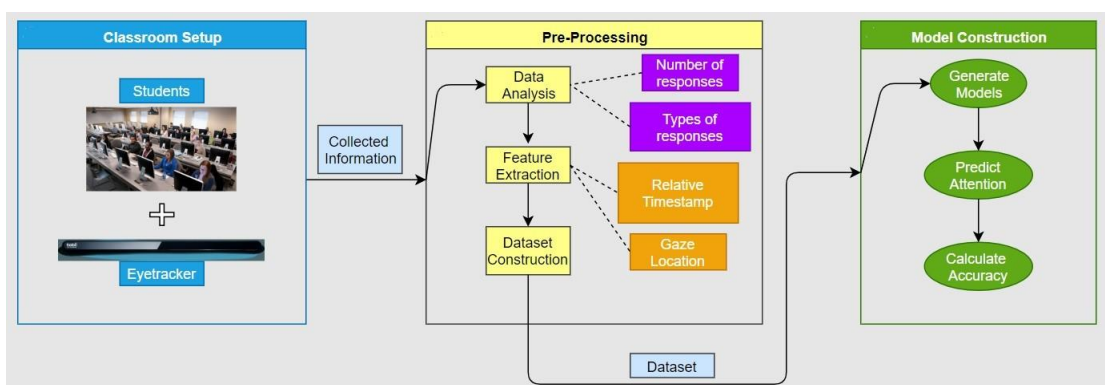 Classroom Setup
Students
Eyetracker
Collected
Information
Pre-Processing
Data
Analysis
Number of
responses
Types of
responses
Feature
Extraction
Relative
Timestamp
Gaze
Location
Dataset
Construction
Dataset
Model Construction
Generate
Models
Predict
Attention
Calculate
Accuracy